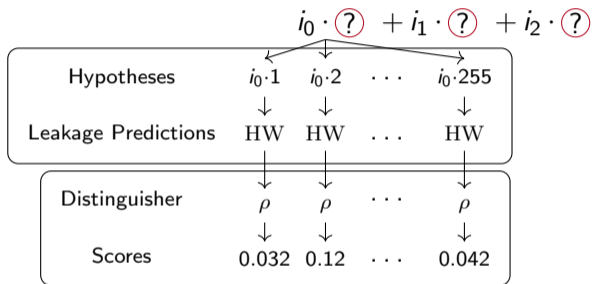 i₀ · ? + i₁ · ? + i₂ · ?
Hypotheses i₀·1 i₀·2 · · · i₀·255
Leakage Predictions HW HW . . . HW
Distinguisher ρ ρ · · · ρ
Scores 0.032 0.12 · · · 0.042